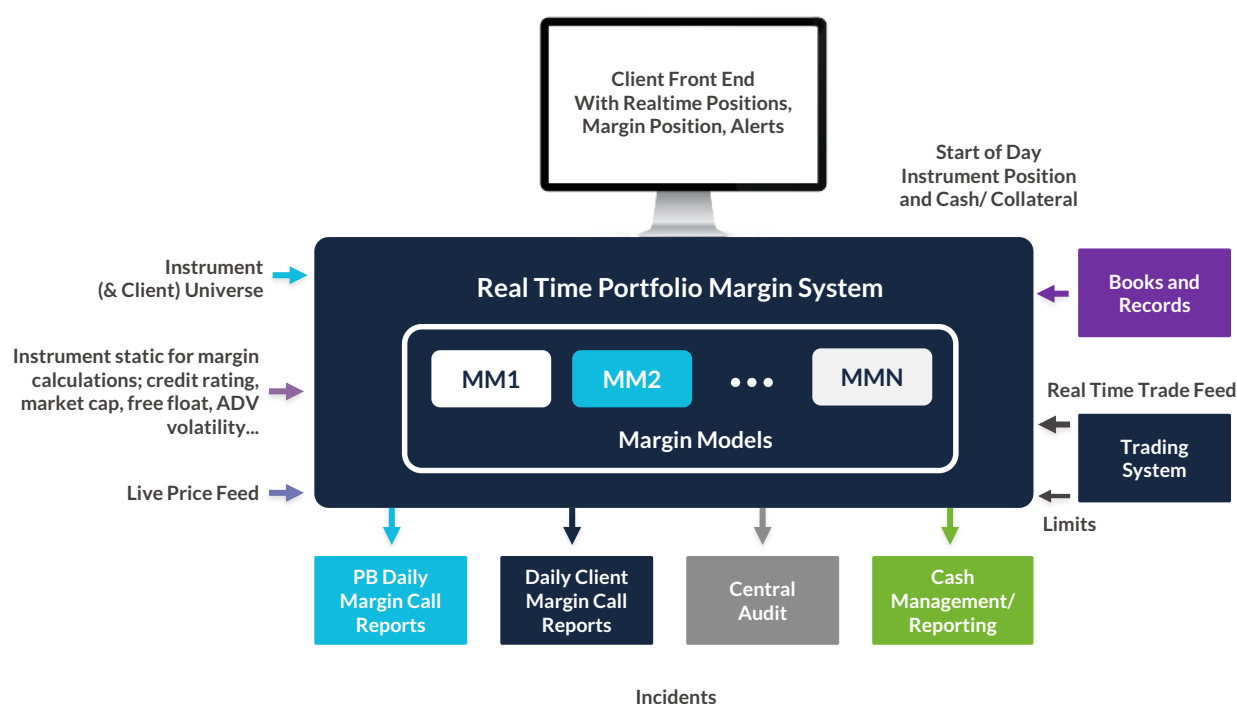 Client Front End
With Realtime Positions,
Margin Position, Alerts
Start of Day
Instrument Position
and Cash/ Collateral
Instrument
(& Client) Universe
Real Time Portfolio Margin System
Books and
Records
Instrument static for margin
calculations; credit rating,
market cap, free float, ADV
volatility...
MM1
MM2
MMN
Margin Models
Real Time Trade Feed
Trading
System
Live Price Feed
Limits
PB Daily
Margin Call
Reports
Daily Client
Margin Call
Reports
Central
Audit
Cash
Management/
Reporting
Incidents